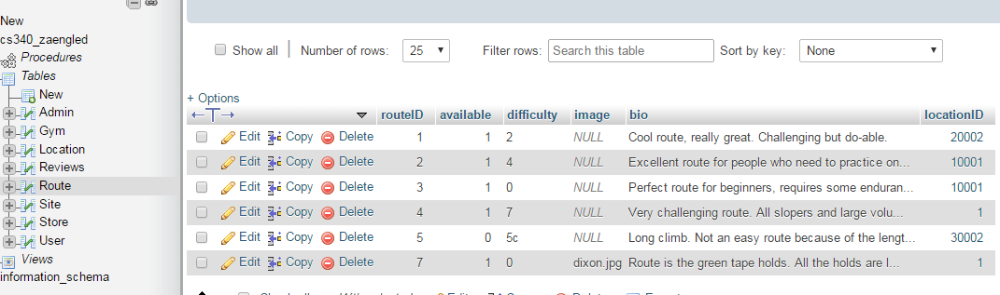 New
cs340_zaengled
Procedures
Tables
New
Admin
Gym
Location
Reviews
Route
Site
Store
User
Views
information_schema
Show all | Number of rows: 25 Filter rows: Search this table Sort by key: None
+ Options
routeID available difficulty image bio locationID
Edit Copy Delete 1 1 2 NULL Cool route, really great. Challenging but do-able. 20002
Edit Copy Delete 2 1 4 NULL Excellent route for people who need to practice on... 10001
Edit Copy Delete 3 1 0 NULL Perfect route for beginners, requires some enduran... 10001
Edit Copy Delete 4 1 7 NULL Very challenging route. All slopers and large volu... 1
Edit Copy Delete 5 0 5c NULL Long climb. Not an easy route because of the lengt... 30002
Edit Copy Delete 7 1 0 dixon.jpg Route is the green tape holds. All the holds are l... 1